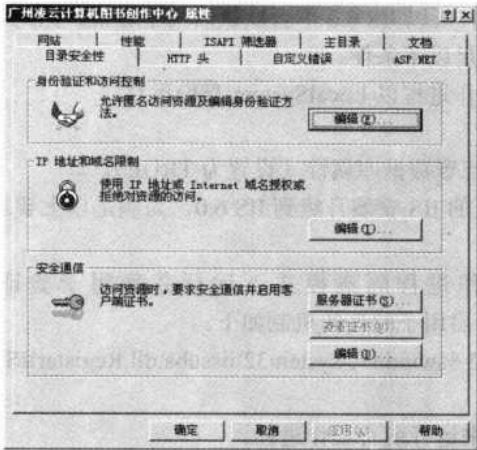 广州凌云计算机图书创作中心 属性
网站 性能 ISAPI 筛选器 主目录 文档
目录安全性 HTTP 头 自定义错误 ASP.NET
身份验证和访问控制
允许匿名访问资源及编辑身份验证方
法。
编辑(E)...
IP 地址和域名限制
使用 IP 地址或 Internet 域名授权或
拒绝对资源的访问。
编辑(I)...
安全通信
访问资源时，要求安全通信并启用客
户端证书。
服务器证书(S)...
编辑(D)...
确定 取消 帮助